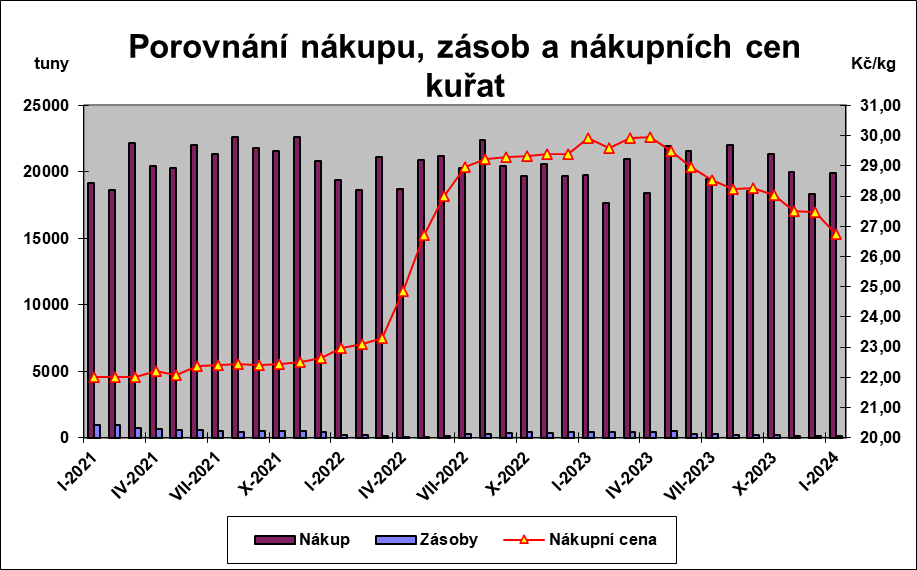 Porovnání nákupu, zásob a nákupních cen
kuřat
tuny
Kč/kg
25000
20000
15000
10000
5000
0
31,00
30,00
29,00
28,00
27,00
26,00
25,00
24,00
23,00
22,00
21,00
20,00
I-2021
IV-2021
VII-2021
X-2021
I-2022
IV-2022
VII-2022
X-2022
I-2023
IV-2023
VII-2023
X-2023
I-2024
Nákup
Zásoby
Nákupní cena